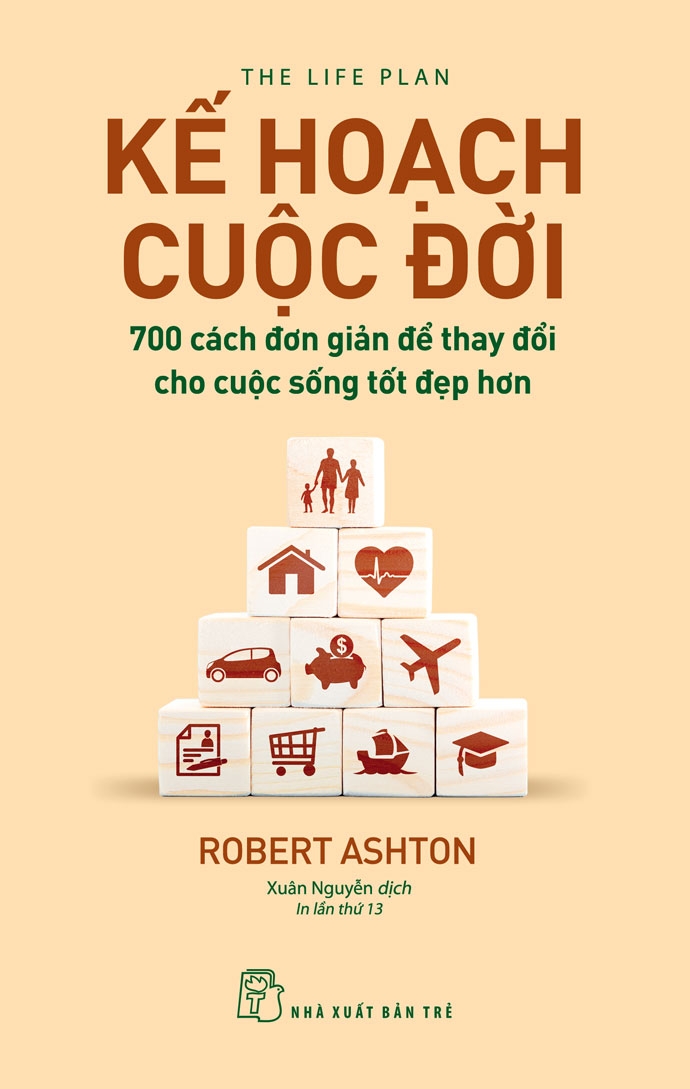 THE LIFE PLAN
KẾ HOẠCH
CUỘC ĐỜI
700 cách đơn giản để thay đổi
cho cuộc sống tốt đẹp hơn
$
ROBERT ASHTON
Xuân Nguyễn dịch
In lần thứ 13
T
NHÀ XUẤT BẢN TRẺ